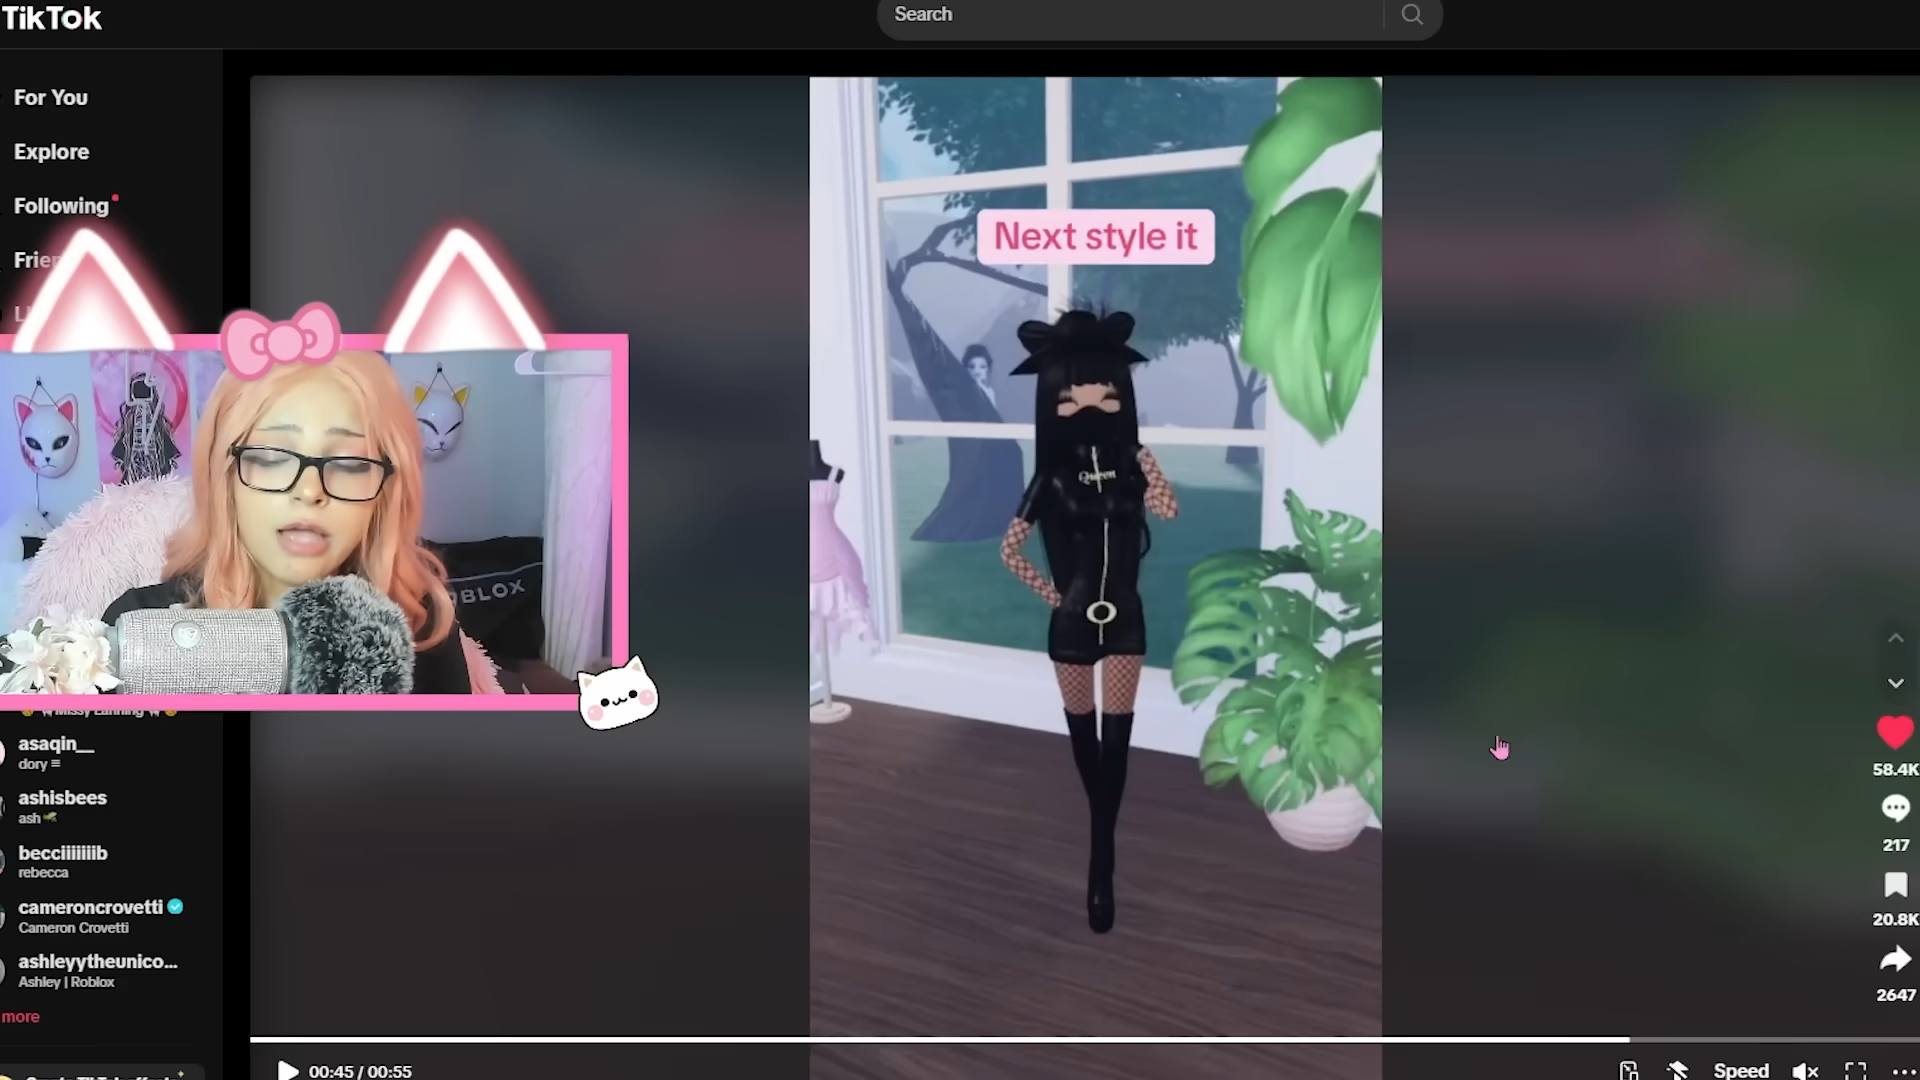 TikTok
Search
For You
Explore
Following
Next style it
Queen
asaqin__
dory
ashisbees
ash
becciiiiiiib
rebecca
cameroncrovetti
Cameron Crovetti
ashleyytheunico...
Ashley | Roblox
more
58.4K
217
20.8K
2647
00:45 / 00:55
Speed